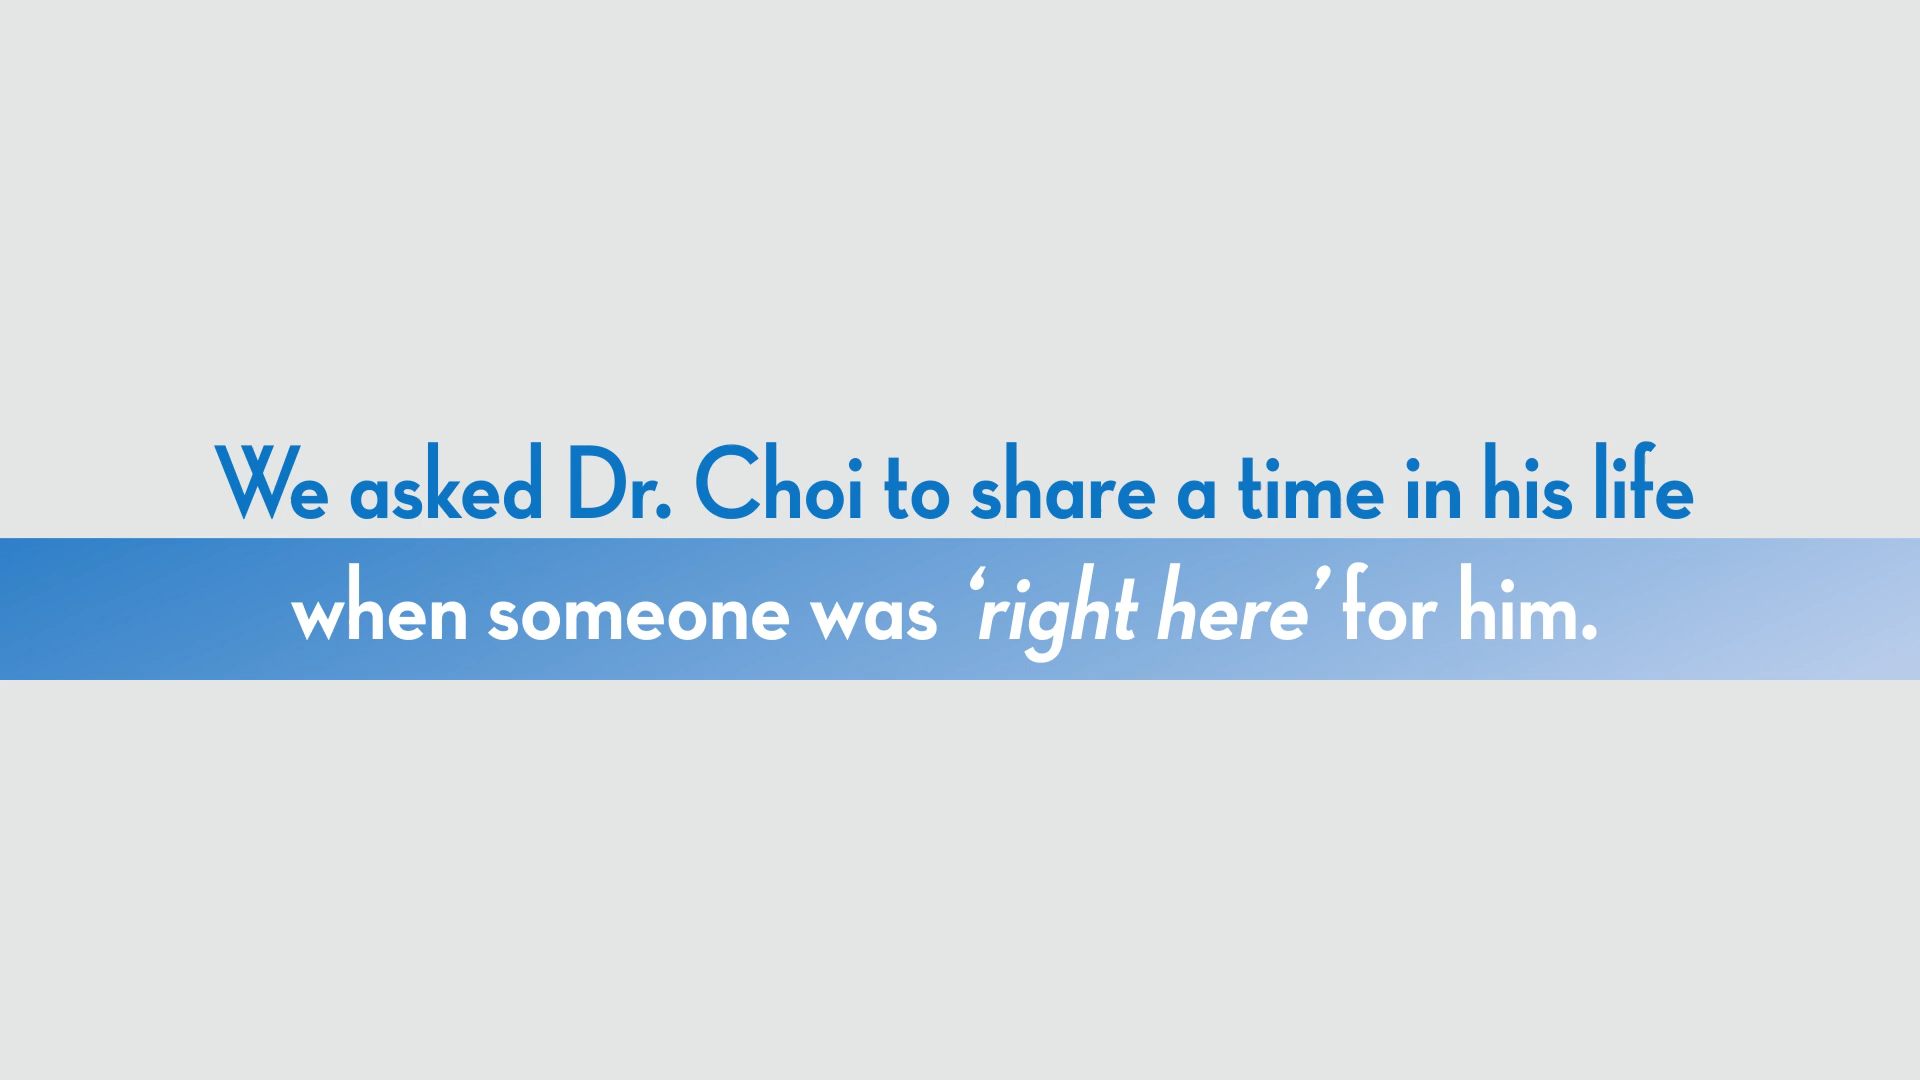 We asked Dr. Choi to share a time in his life
when someone was ‘right here’ for him.